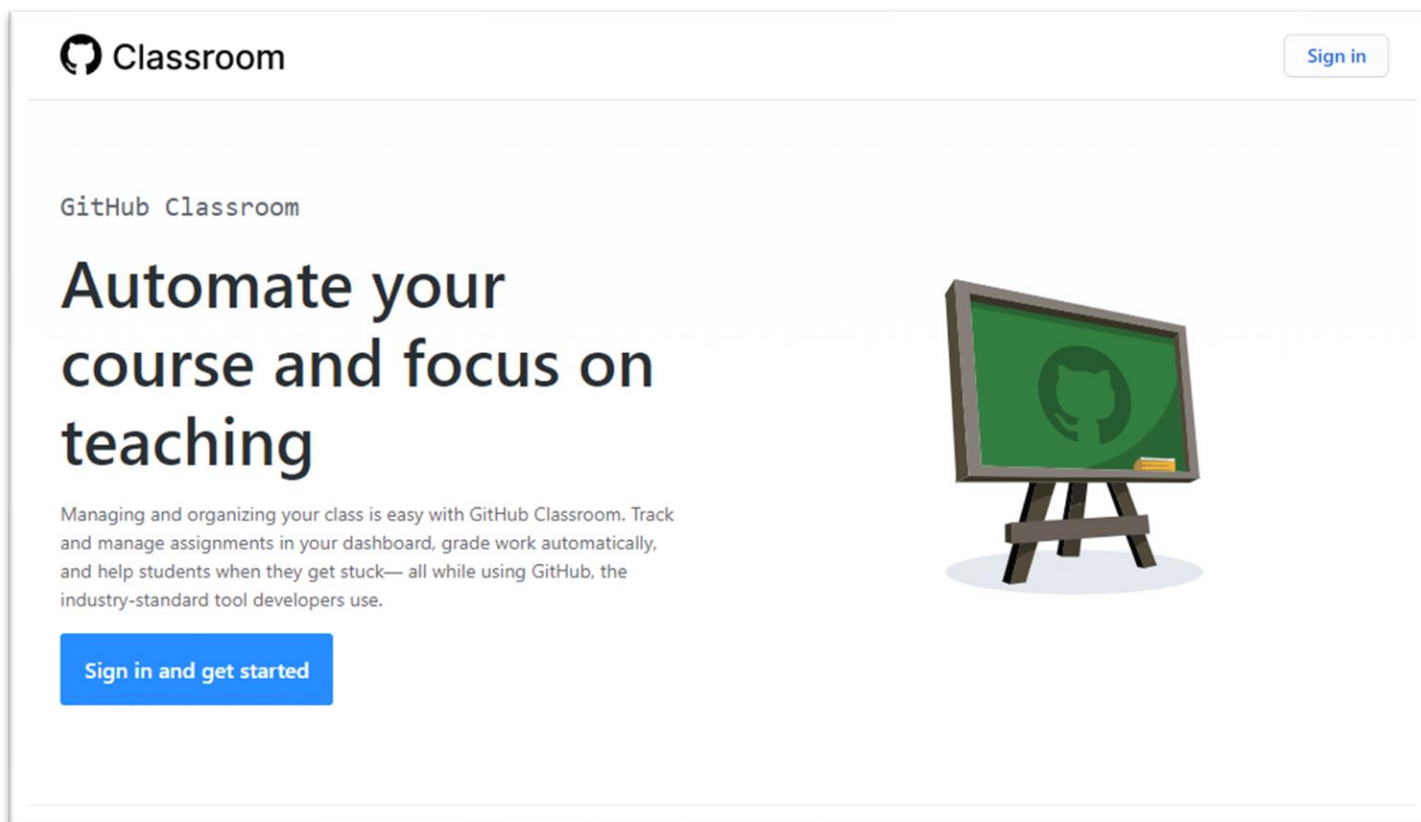 Classroom
Sign in
GitHub Classroom
Automate your
course and focus on
teaching
Managing and organizing your class is easy with GitHub Classroom. Track
and manage assignments in your dashboard, grade work automatically,
and help students when they get stuck— all while using GitHub, the
industry-standard tool developers use.
Sign in and get started